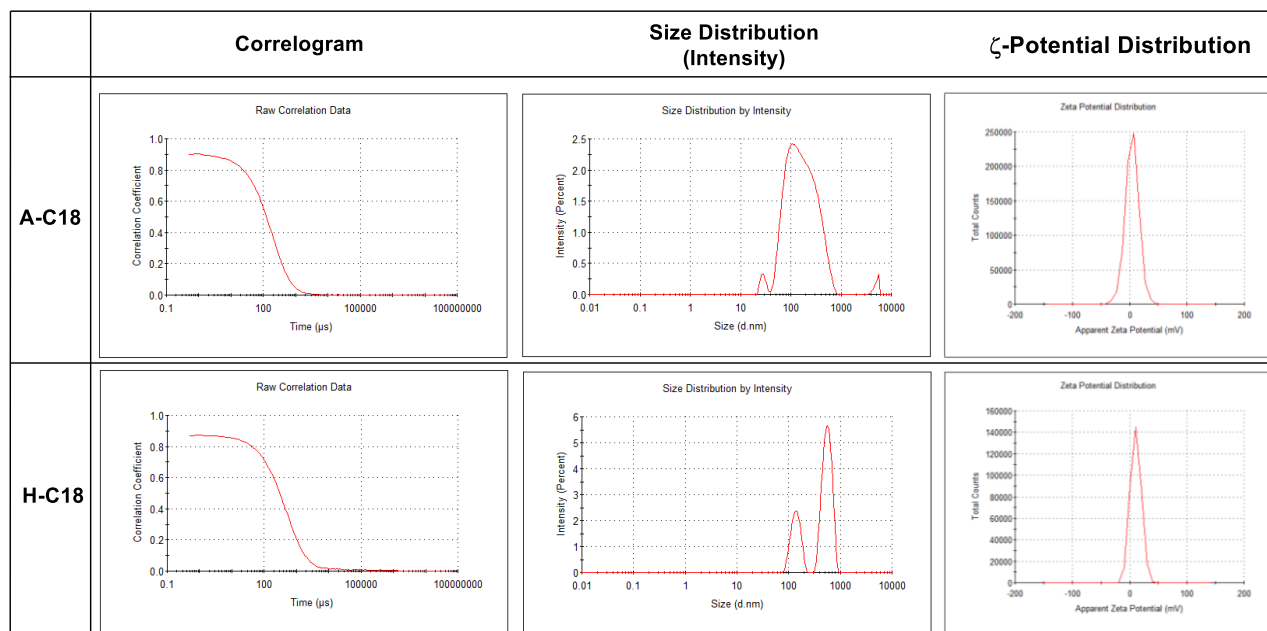 Correlogram
Size Distribution
(Intensity)
ζ-Potential Distribution
A-C18
Raw Correlation Data
Correlation Coefficient
1.0
0.8
0.6
0.4
0.2
0.0
0.1 100 100000 100000000
Time (µs)
Size Distribution by Intensity
Intensity (Percent)
2.5
2.0
1.5
1.0
0.5
0.0
0.01 0.1 1 10 100 1000 10000
Size (d.nm)
Zeta Potential Distribution
Total Counts
250000
200000
150000
100000
50000
0
-200 -100 0 100 200
Apparent Zeta Potential (mV)
H-C18
Raw Correlation Data
Correlation Coefficient
1.0
0.8
0.6
0.4
0.2
0.0
0.1 100 100000 100000000
Time (µs)
Size Distribution by Intensity
Intensity (Percent)
6
5
4
3
2
1
0
0.01 0.1 1 10 100 1000 10000
Size (d.nm)
Zeta Potential Distribution
Total Counts
160000
140000
120000
100000
80000
60000
40000
20000
0
-200 -100 0 100 200
Apparent Zeta Potential (mV)